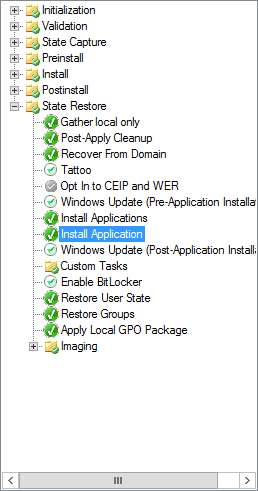 Initialization
Validation
State Capture
Preinstall
Install
Postinstall
State Restore
Gather local only
Post-Apply Cleanup
Recover From Domain
Tattoo
Opt In to CEIP and WER
Windows Update (Pre-Application Installa
Install Applications
Install Application
Windows Update (Post-Application Install
Custom Tasks
Enable BitLocker
Restore User State
Restore Groups
Apply Local GPO Package
Imaging